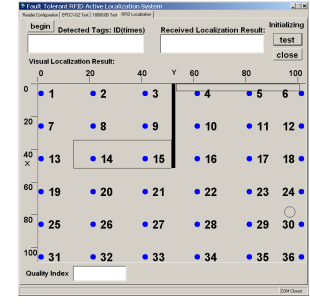 Fault Tolerant RFID Active Localization System
Reader Configuration | EPCC1-G2 Test | 18000-6B Test | RFID Localization
begin Detected Tags: ID(times) Received Localization Result: Initializing
test
close
Visual Localization Result:
0 20 40 Y 60 80 100
0 1 2 3 4 5 6
20 7 8 9 10 11 12
40 13 14 15 16 17 18
X
60 19 20 21 22 23 24
80 25 26 27 28 29 30
100 31 32 33 34 35 36
Quality Index
COM Closed